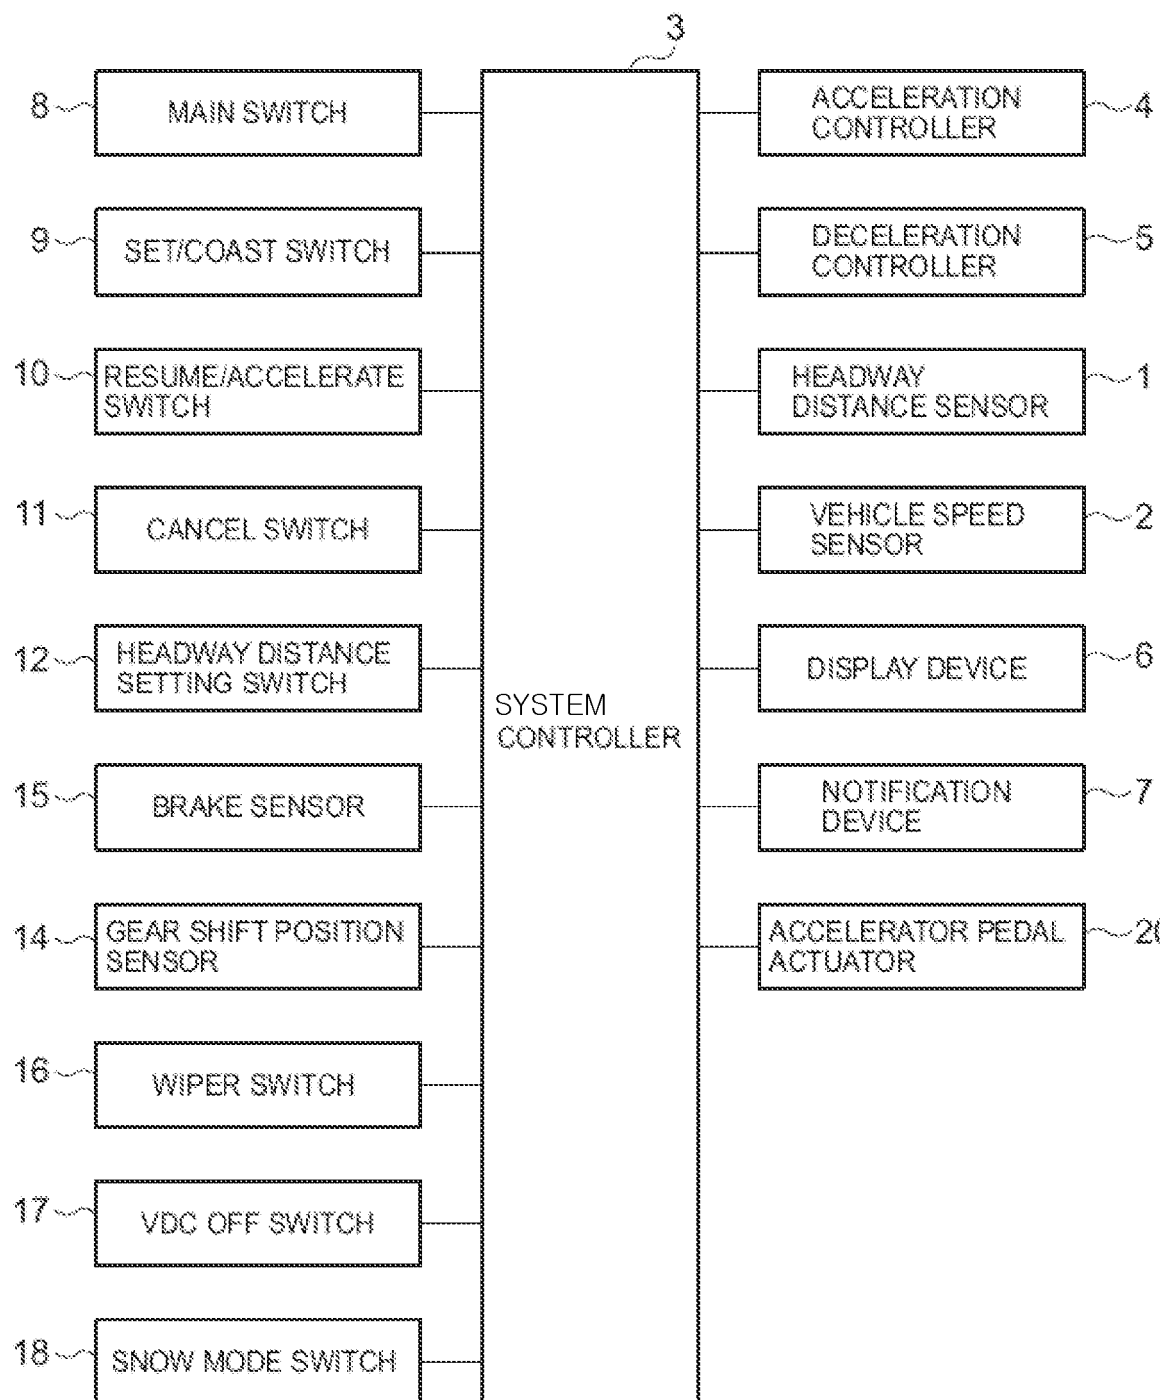 3
8
MAIN SWITCH
9
SET/COAST SWITCH
10
RESUME/ACCELERATE
SWITCH
11
CANCEL SWITCH
12
HEADWAY DISTANCE
SETTING SWITCH
15
BRAKE SENSOR
14
GEAR SHIFT POSITION
SENSOR
16
WIPER SWITCH
17
VDC OFF SWITCH
18
SNOW MODE SWITCH
SYSTEM
CONTROLLER
ACCELERATION
CONTROLLER
4
DECELERATION
CONTROLLER
5
HEADWAY
DISTANCE SENSOR
1
VEHICLE SPEED
SENSOR
2
DISPLAY DEVICE
6
NOTIFICATION
DEVICE
7
ACCELERATOR PEDAL
ACTUATOR
20